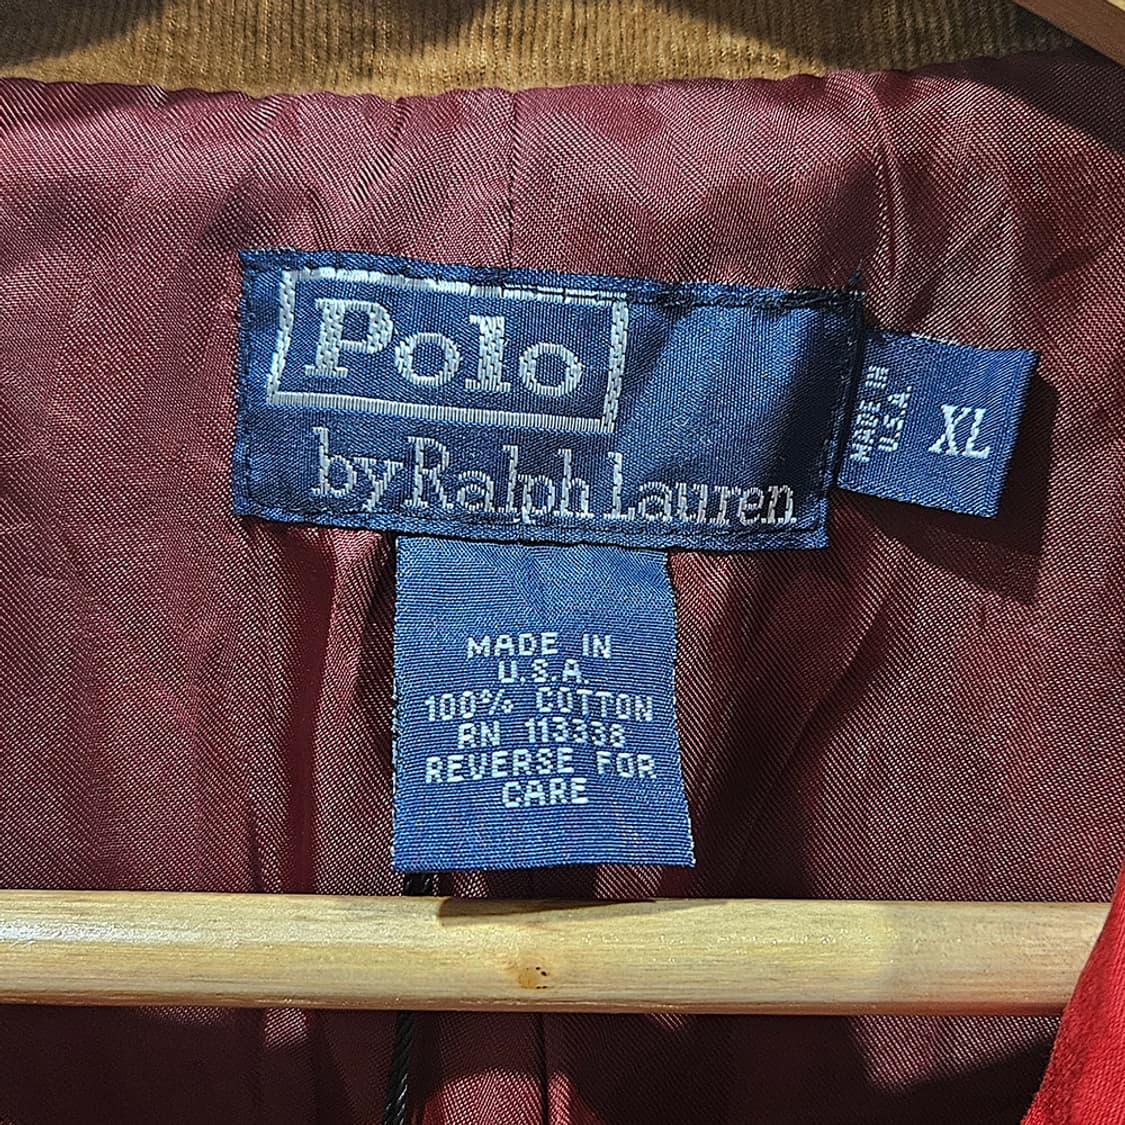 Polo
by Ralph Lauren
MADE IN
U.S.A.
XL
MADE IN
U.S.A.
100% COTTON
RN 113338
REVERSE FOR
CARE